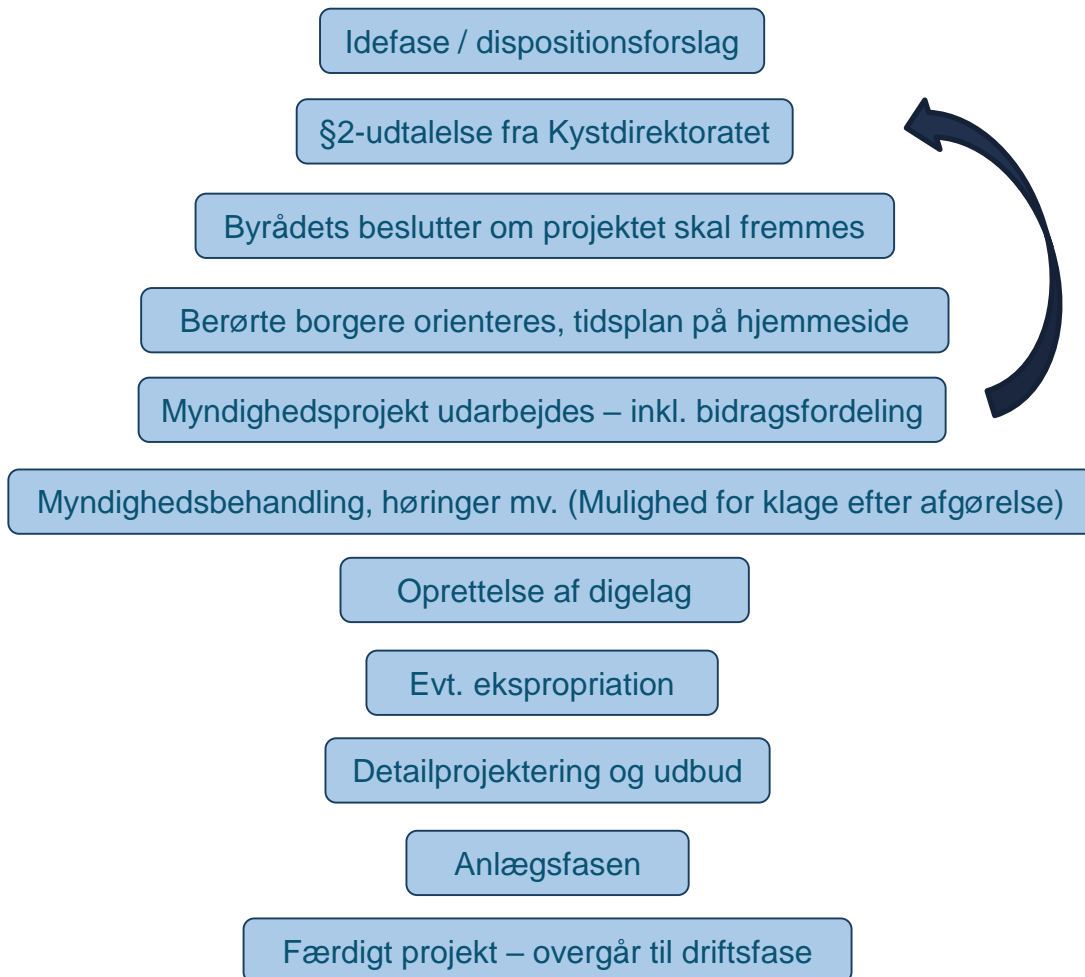 Idefase / dispositionsforslag
§2-udtalelse fra Kystdirektoratet
Byrådets beslutter om projektet skal fremmes
Berørte borgere orienteres, tidsplan på hjemmeside
Myndighedsprojekt udarbejdes – inkl. bidragsfordeling
Myndighedsbehandling, høringer mv. (Mulighed for klage efter afgørelse)
Oprettelse af digelag
Evt. ekspropriation
Detailprojektering og udbud
Anlægsfasen
Færdigt projekt – overgår til driftsfase